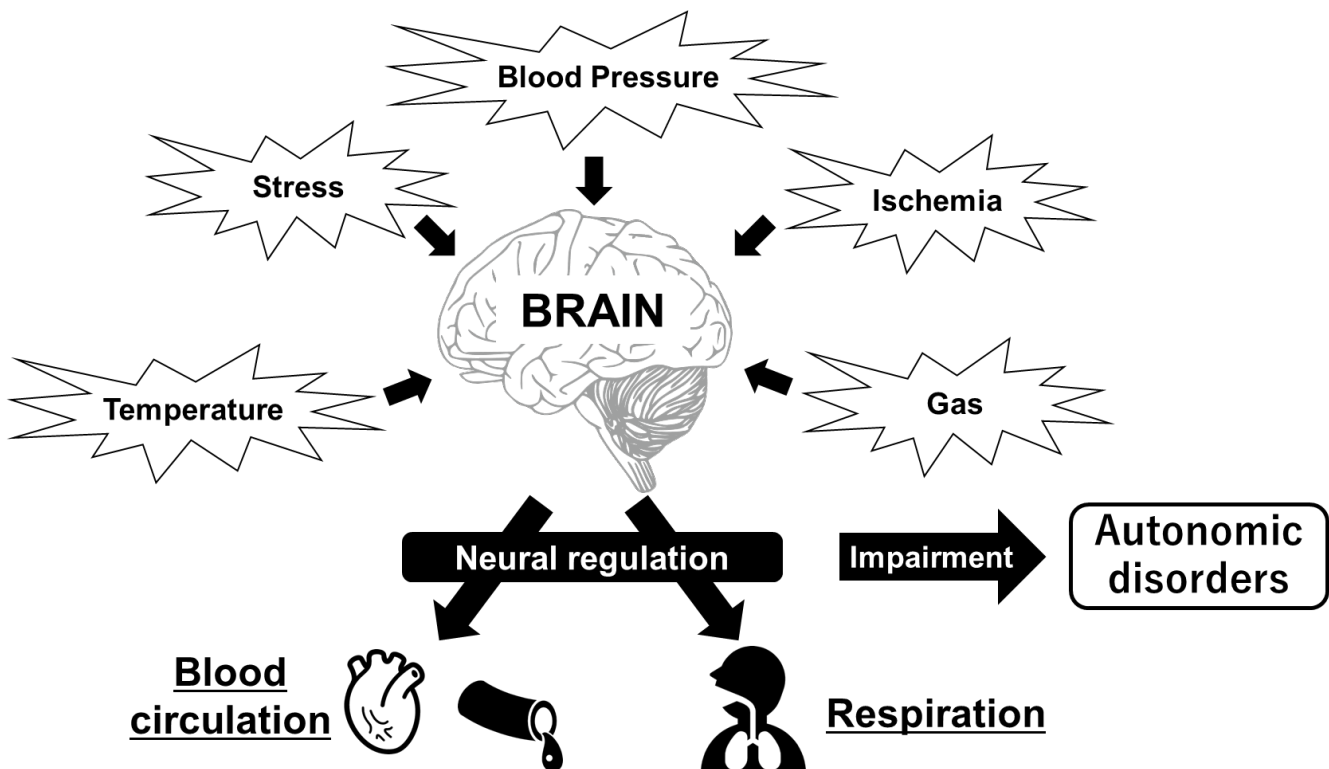 Blood Pressure
Stress
Ischemia
BRAIN
Temperature
Gas
Neural regulation
Impairment
Autonomic
disorders
Blood
circulation
Respiration